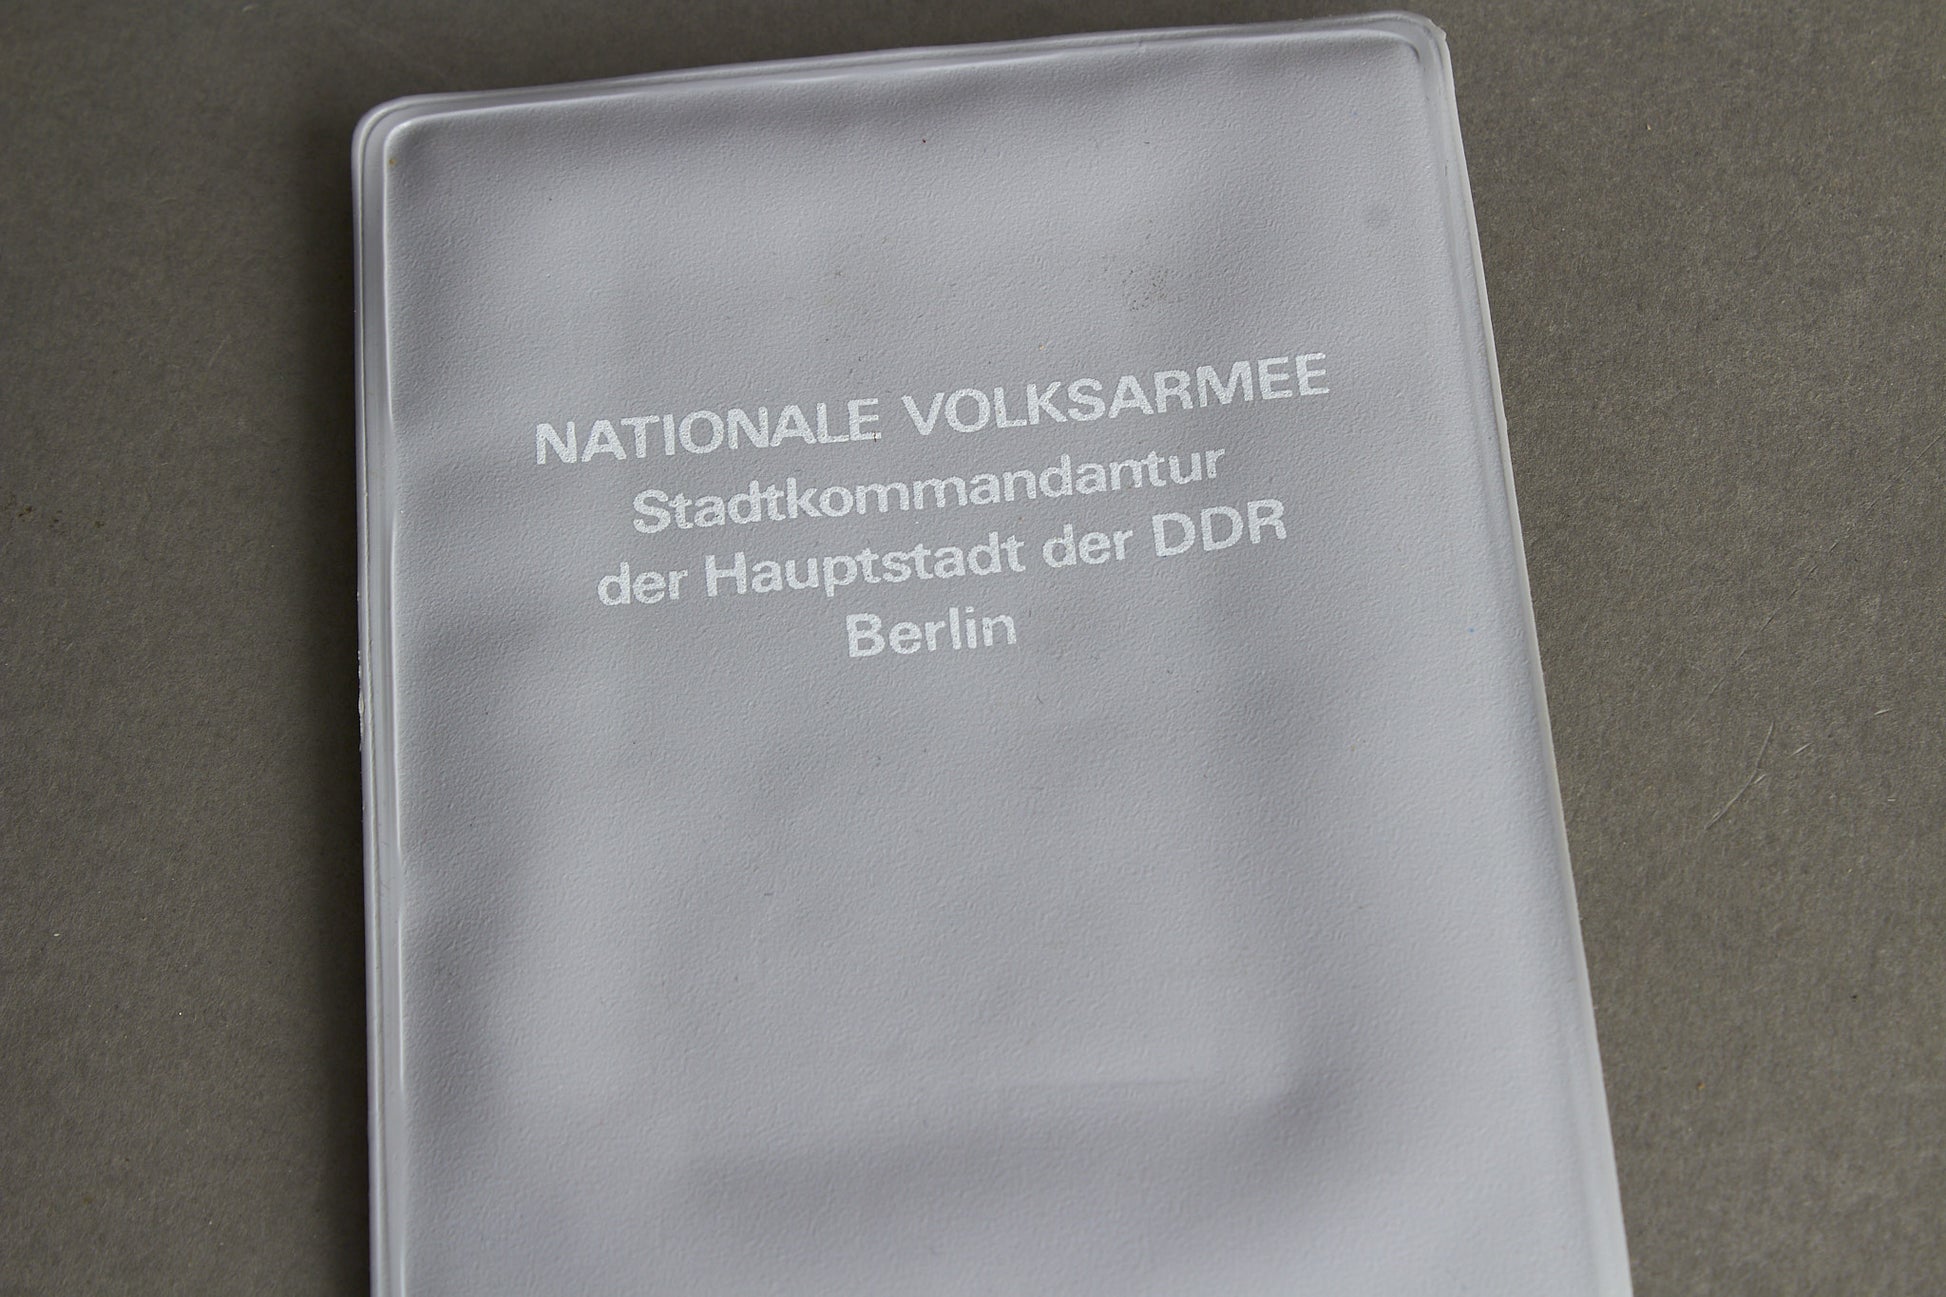 NATIONALE VOLKSARMEE
Stadtkommandantur
der Hauptstadt der DDR
Berlin